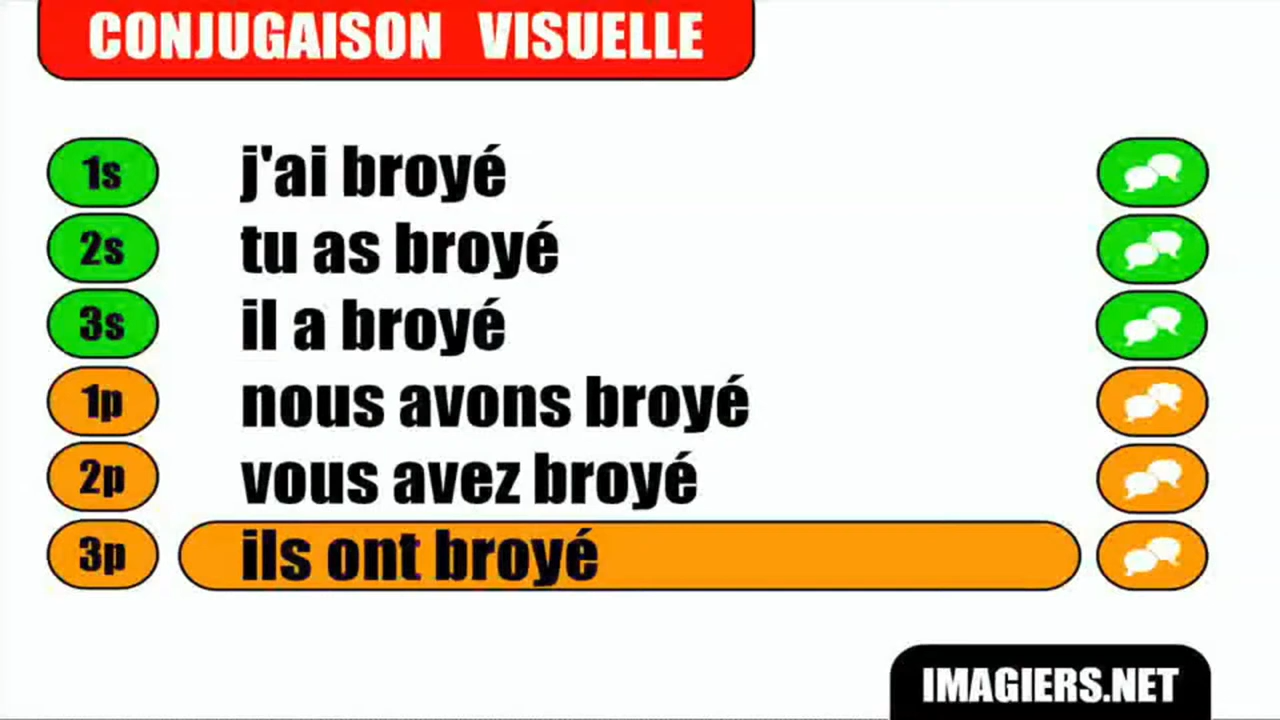 CONJUGAISON VISUELLE
1s j'ai broyé
2s tu as broyé
3s il a broyé
1p nous avons broyé
2p vous avez broyé
3p ils ont broyé
IMAGIERS.NET